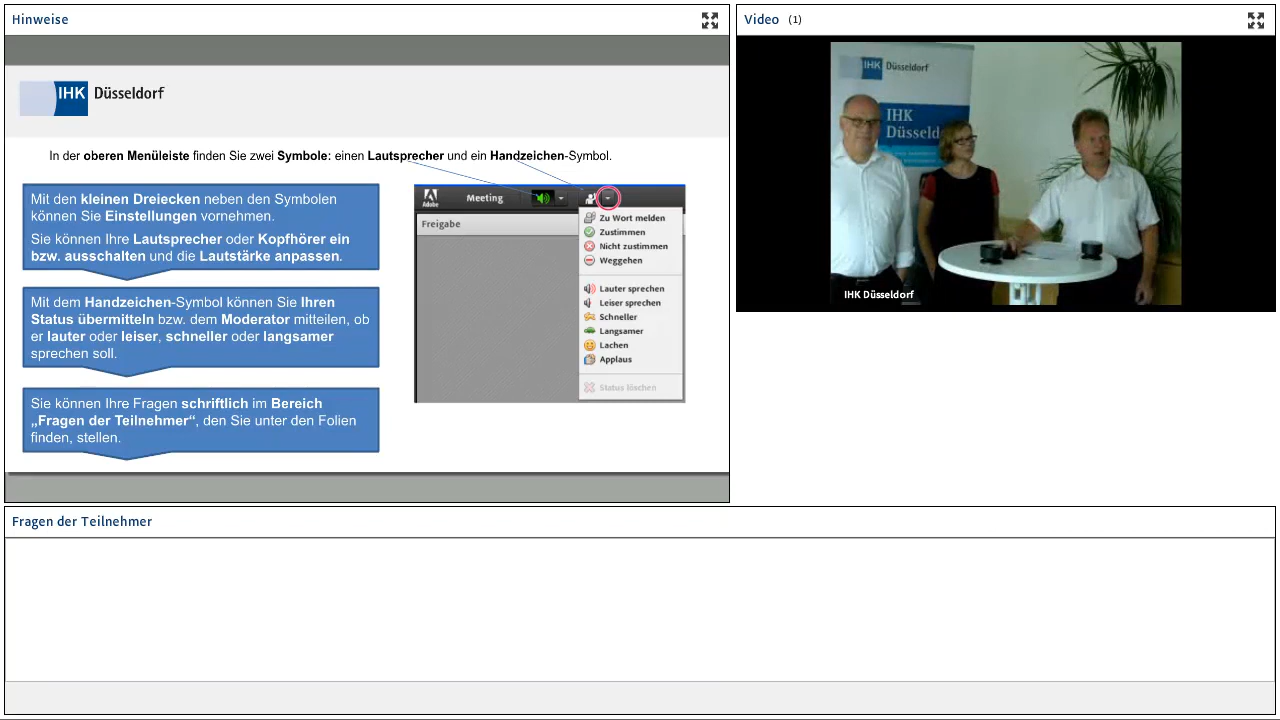 Hinweise
IHK Düsseldorf
In der oberen Menüleiste finden Sie zwei Symbole: einen Lautsprecher und ein Handzeichen-Symbol.
Mit den kleinen Dreiecken neben den Symbolen
können Sie Einstellungen vornehmen.
Sie können Ihre Lautsprecher oder Kopfhörer ein
bzw. ausschalten und die Lautstärke anpassen.
Mit dem Handzeichen-Symbol können Sie Ihren
Status übermitteln bzw. dem Moderator mitteilen, ob
er lauter oder leiser, schneller oder langsamer
sprechen soll.
Sie können Ihre Fragen schriftlich im Bereich
„Fragen der Teilnehmer“, den Sie unter den Folien
finden, stellen.
Adobe
Meeting
Freigabe
Zu Wort melden
Zustimmen
Nicht zustimmen
Weggehen
Lauter sprechen
Leiser sprechen
Schneller
Langsamer
Lachen
Applaus
Status löschen
Video (1)
IHK Düsseldorf
IHK
Düsseld
IHK Düsseldorf
Fragen der Teilnehmer